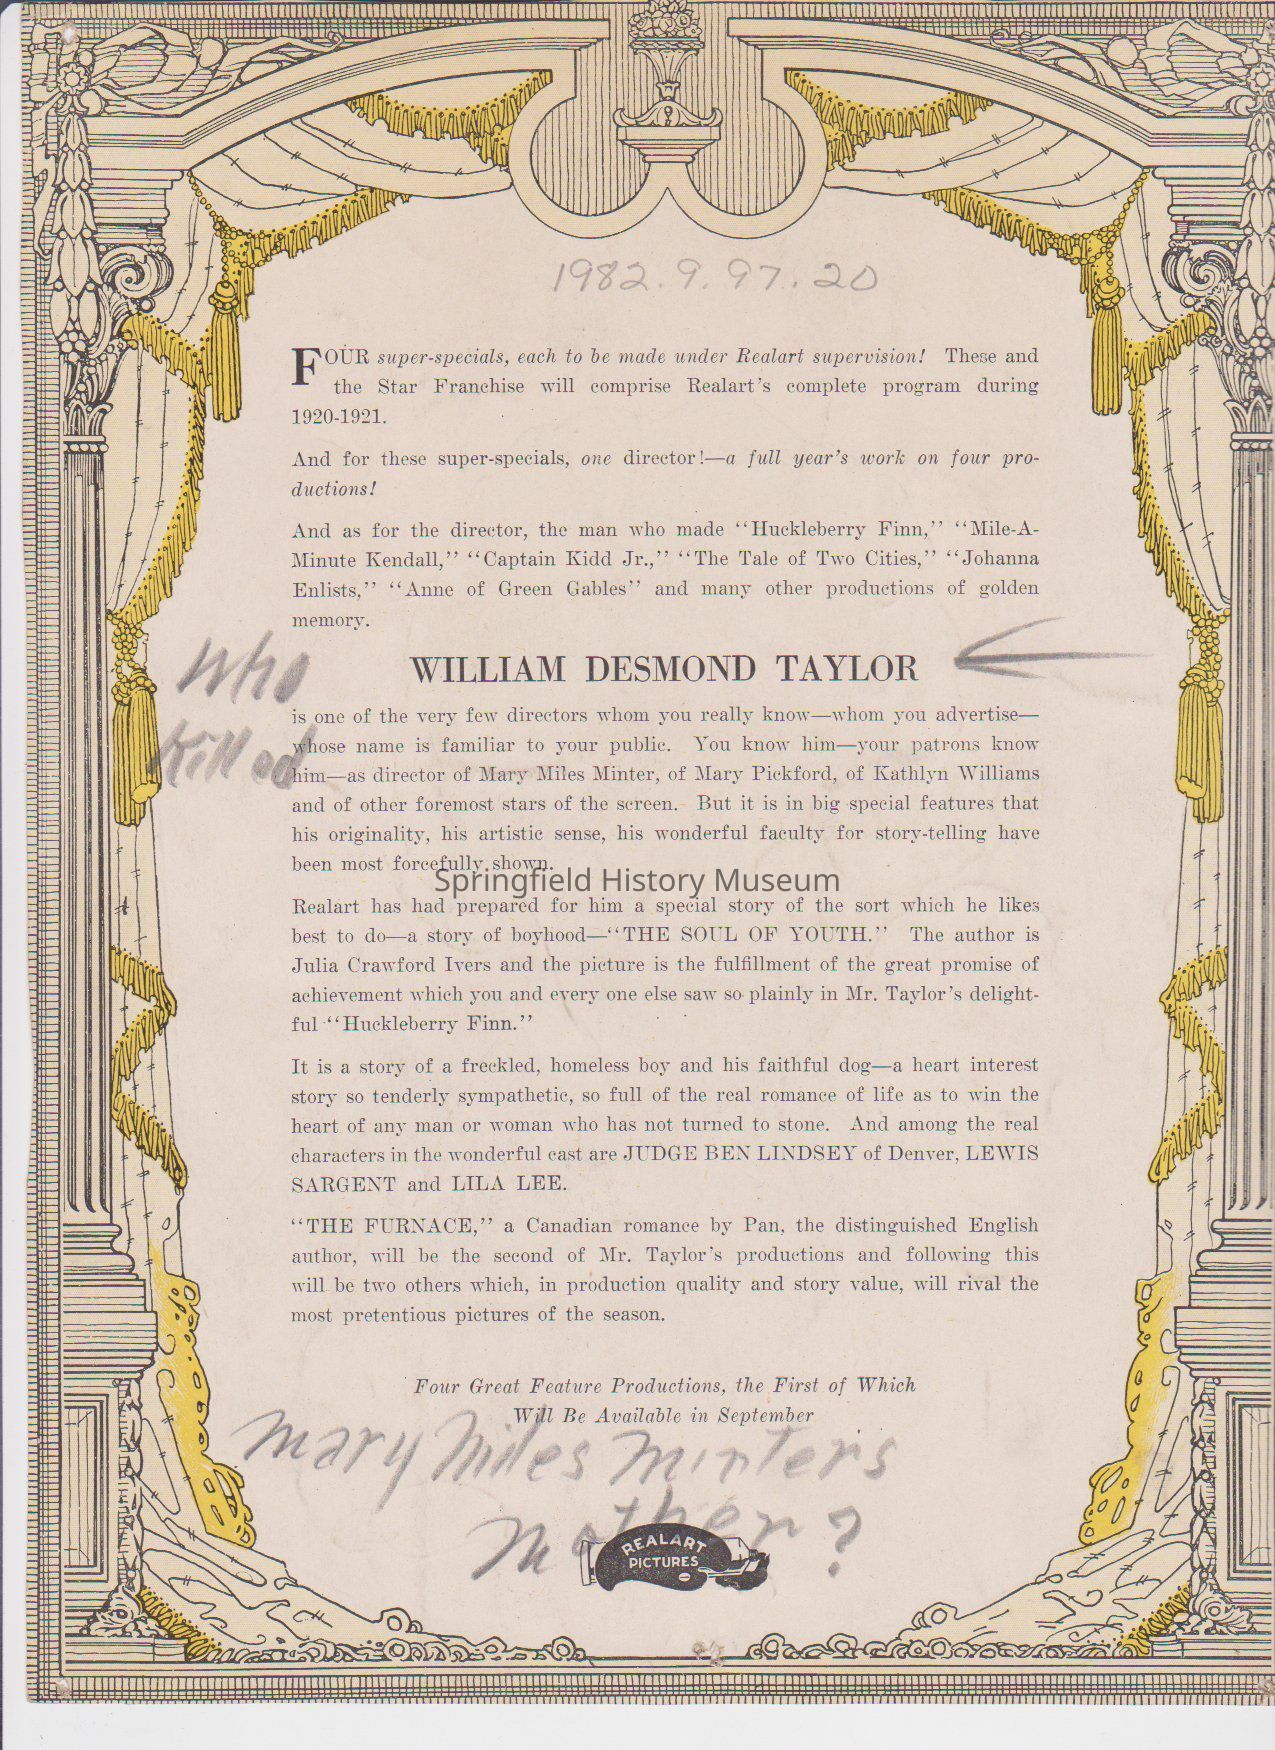 1982.9.97.20
FOUR super-specials, each to be made under Realart supervision! These and
the Star Franchise will comprise Realart's complete program during
1920-1921.
And for these super-specials, one director!—a full year's work on four pro-
ductions!
And as for the director, the man who made “Huckleberry Finn,” “Mile-A-
Minute Kendall,” “Captain Kidd Jr.,” “The Tale of Two Cities,” “Johanna
Enlists,” “Anne of Green Gables” and many other productions of golden
memory.
who
killed
WILLIAM DESMOND TAYLOR
is one of the very few directors whom you really know—whom you advertise—
whose name is familiar to your public. You know him—your patrons know
him—as director of Mary Miles Minter, of Mary Pickford, of Kathlyn Williams
and of other foremost stars of the screen. But it is in big special features that
his originality, his artistic sense, his wonderful faculty for story-telling have
been most forcefully shown.
Springfield History Museum
Realart has had prepared for him a special story of the sort which he likes
best to do—a story of boyhood—“THE SOUL OF YOUTH.” The author is
Julia Crawford Ivers and the picture is the fulfillment of the great promise of
achievement which you and every one else saw so plainly in Mr. Taylor's delight-
ful “Huckleberry Finn.”
It is a story of a freckled, homeless boy and his faithful dog—a heart interest
story so tenderly sympathetic, so full of the real romance of life as to win the
heart of any man or woman who has not turned to stone. And among the real
characters in the wonderful cast are JUDGE BEN LINDSEY of Denver, LEWIS
SARGENT and LILA LEE.
“THE FURNACE,” a Canadian romance by Pan, the distinguished English
author, will be the second of Mr. Taylor's productions and following this
will be two others which, in production quality and story value, will rival the
most pretentious pictures of the season.
Four Great Feature Productions, the First of Which
Will Be Available in September
Mary Miles Minters
Mother?
REALART
PICTURES